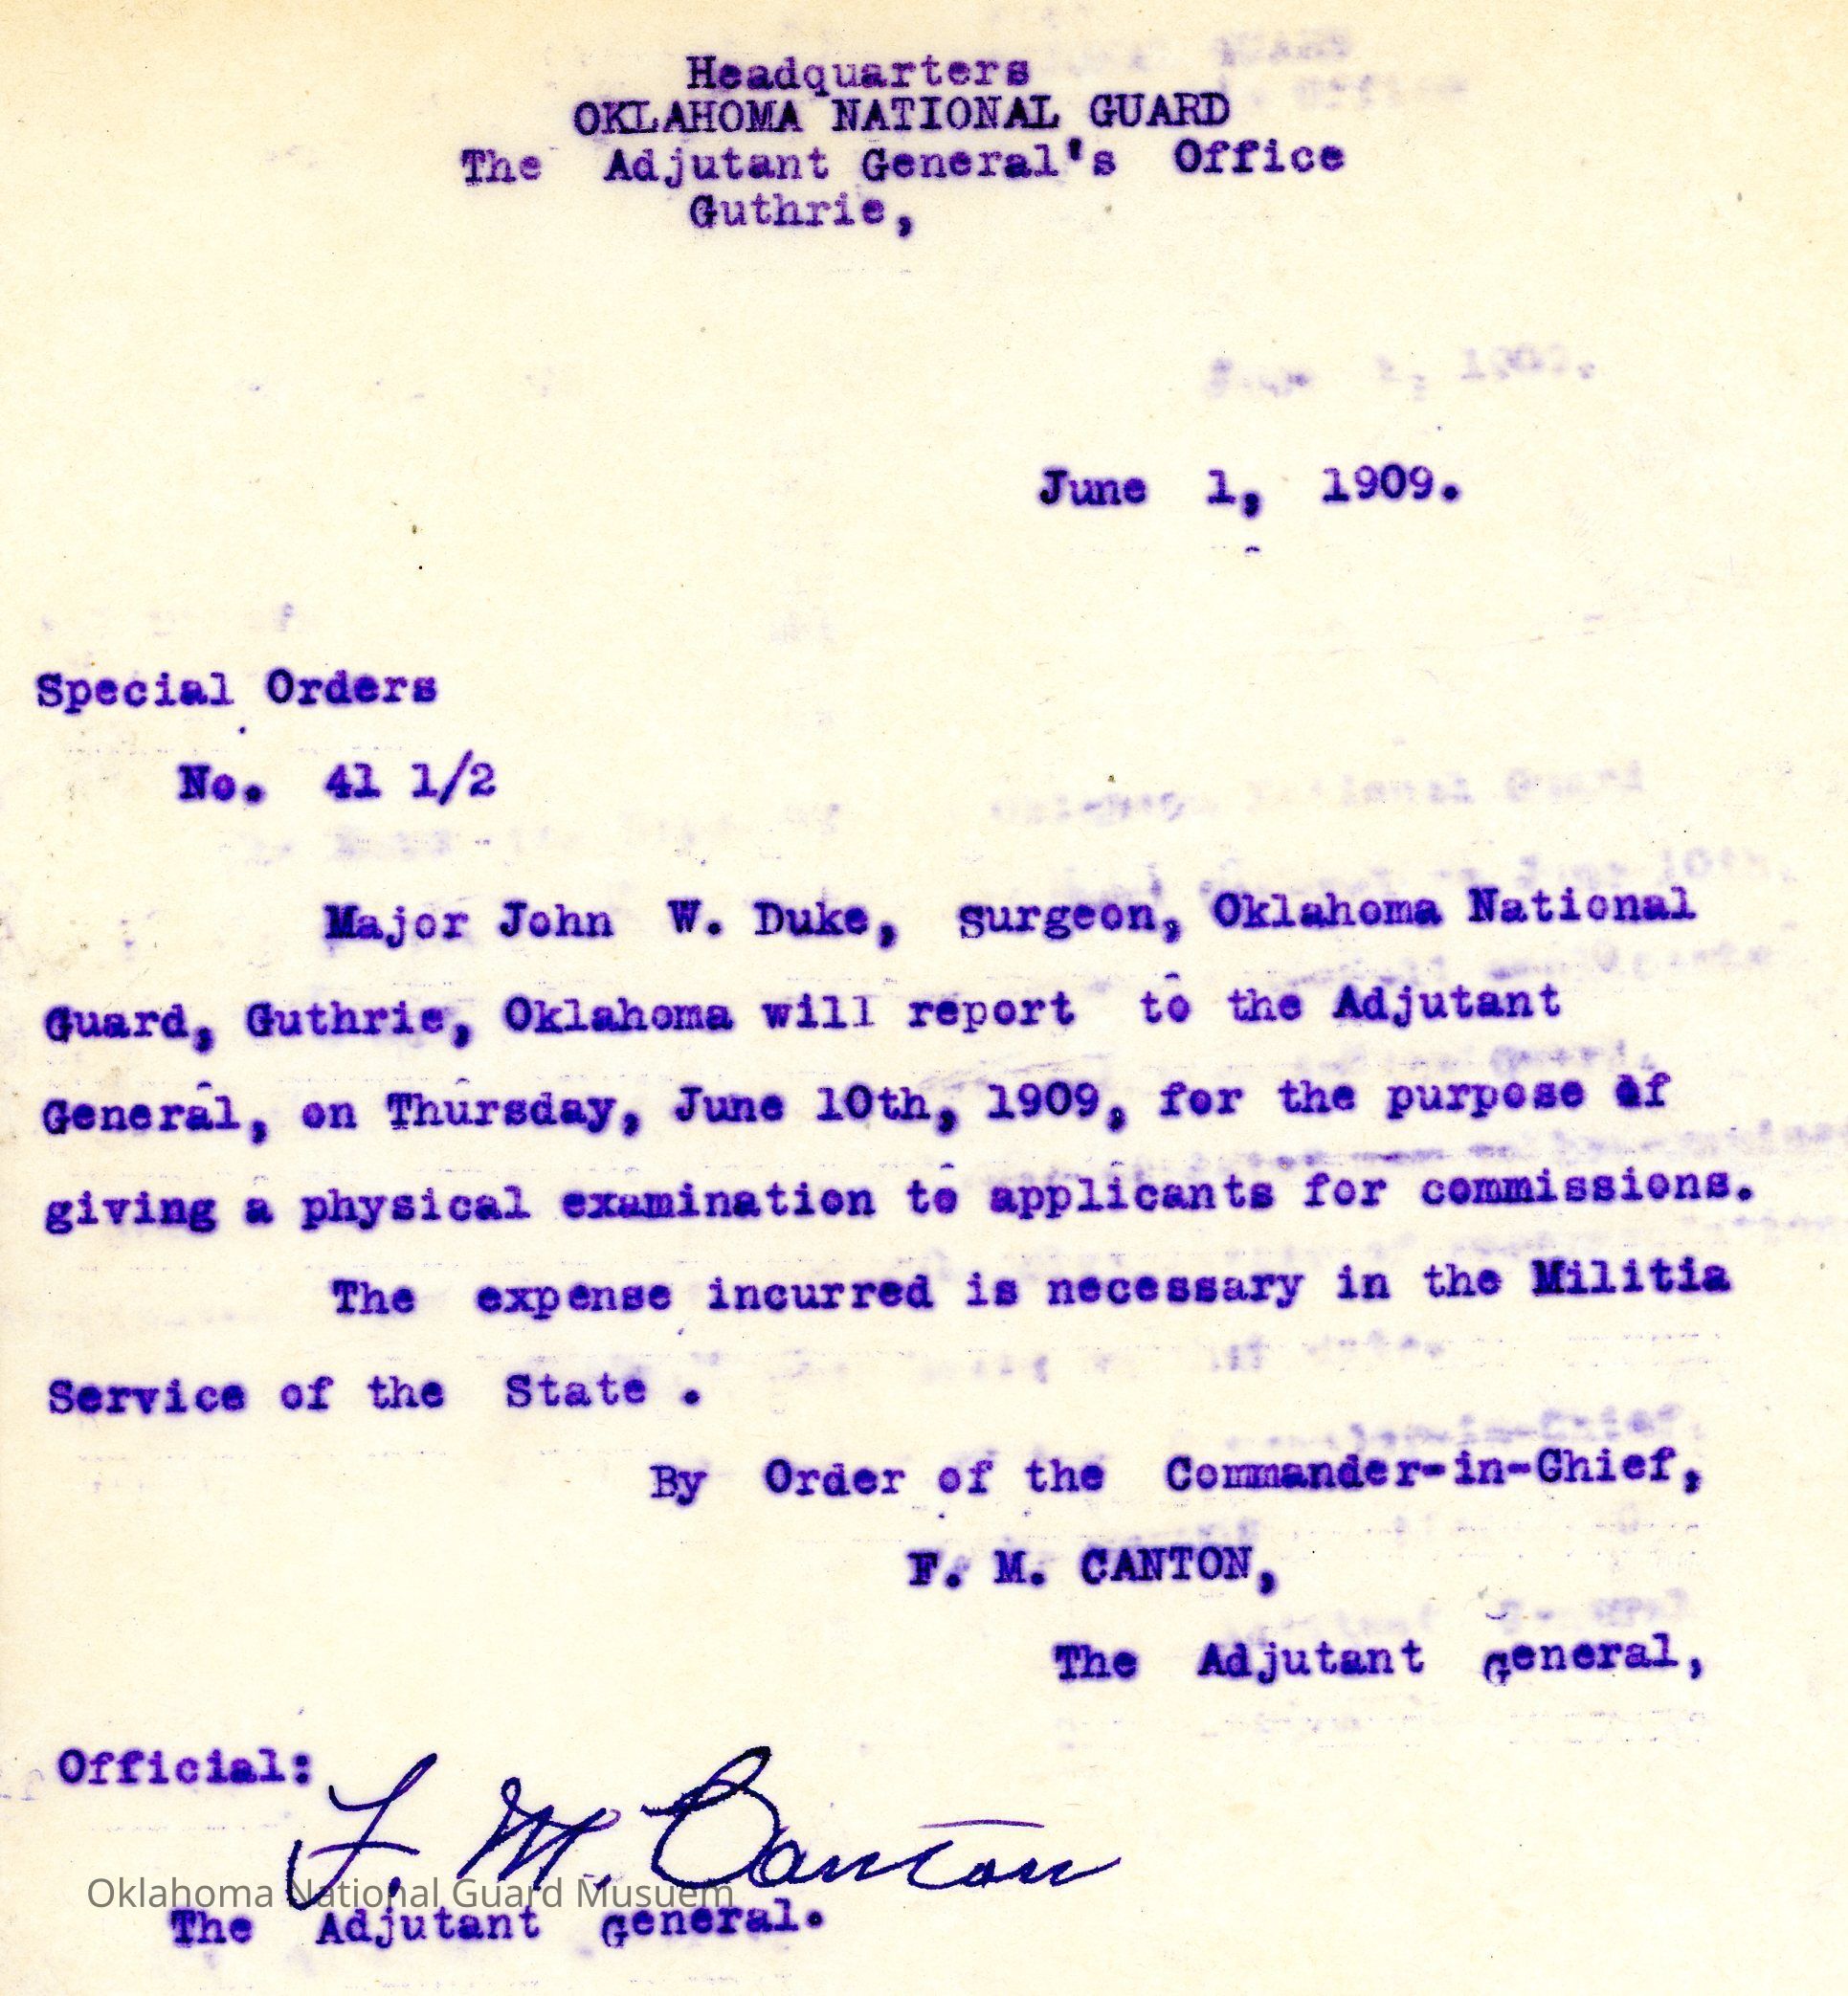 Headquarters
OKLAHOMA NATIONAL GUARD
The Adjutant General's Office
Guthrie,
June 1, 1909.
Special Orders
No. 41 1/2
Major John W. Duke, Surgeon, Oklahoma National
Guard, Guthrie, Oklahoma will report to the Adjutant
General, on Thursday, June 10th, 1909, for the purpose of
giving a physical examination to applicants for commissions.
The expense incurred is necessary in the Militia
Service of the State .
By Order of the Commander-in-Chief,
F. M. CANTON,
The Adjutant General,
Official:
F. M. Canton
Oklahoma National Guard Musuem
The Adjutant General.